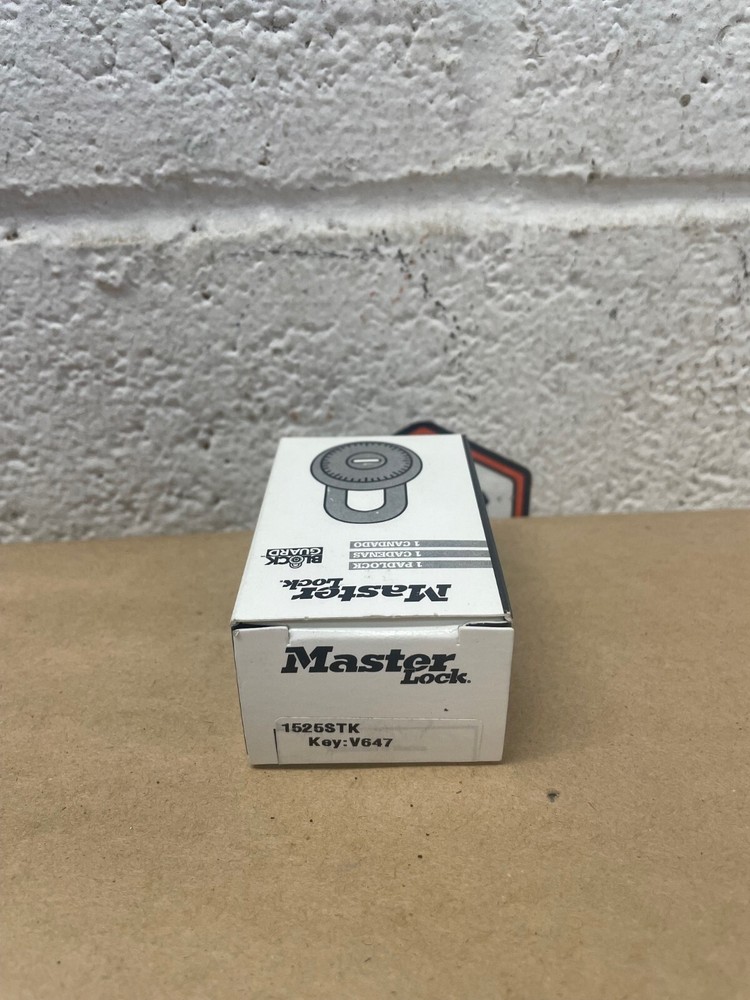 1 CANDADO
1 CADENAS
1 PADLOCK
BLOCK
GUARD
Master
Lock.
Master
Lock.
1525STK
Key:V647